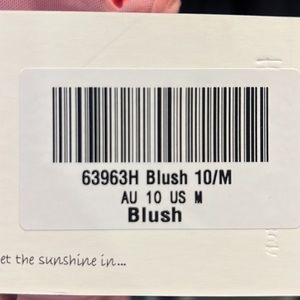 63963H Blush 10/M
AU 10 US M
Blush
et the sunshine in...